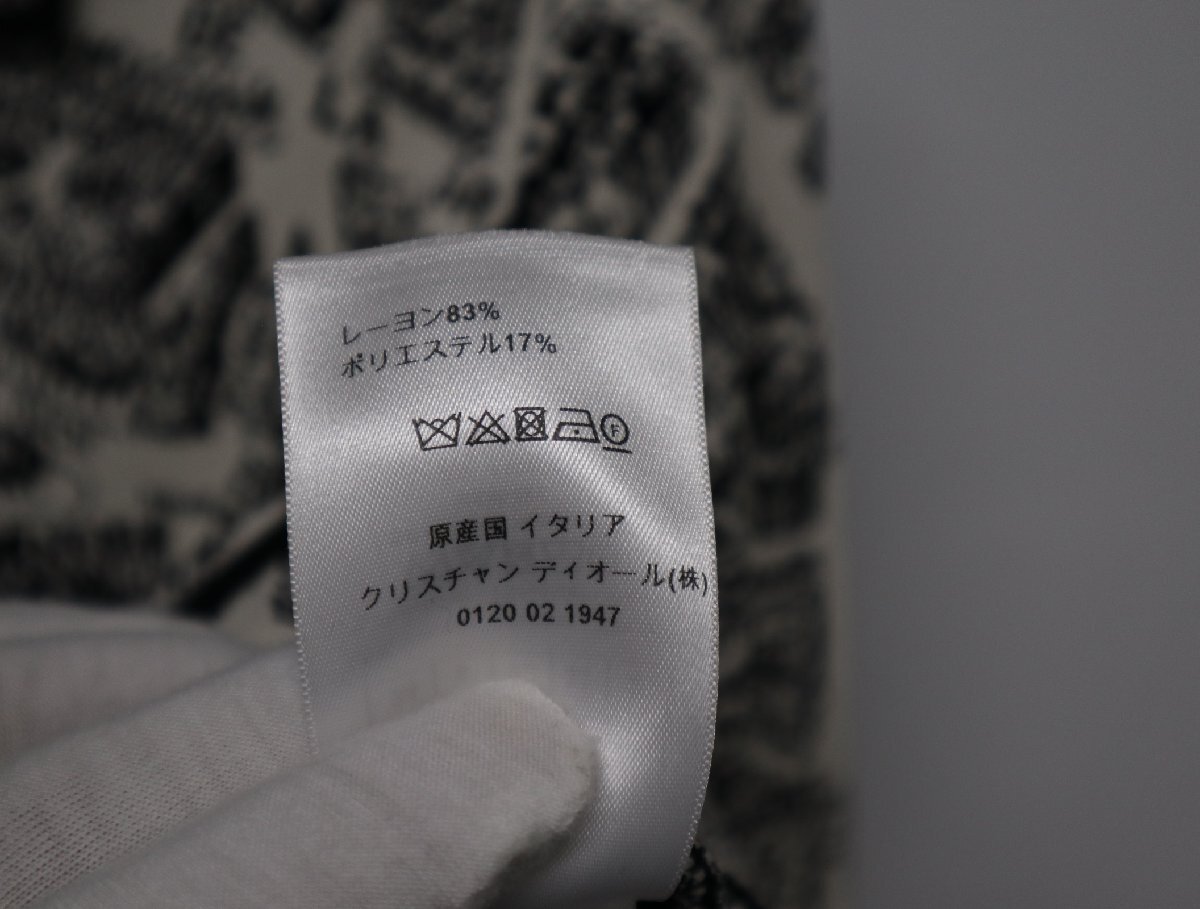 レーヨン83%
ポリエステル17%
F
原産国 イタリア
クリスチャン ディオール(株)
0120 02 1947